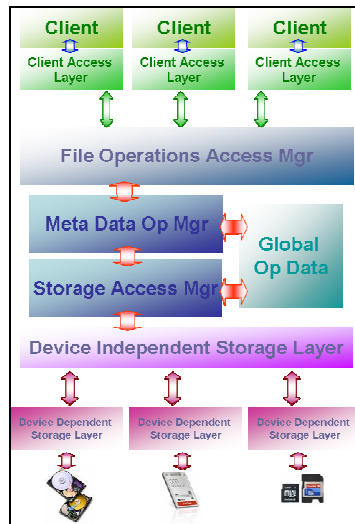 Client Client Client
Client Access Client Access Client Access
Layer Layer Layer
File Operations Access Mgr
Meta Data Op Mgr
Global
Op Data
Storage Access Mgr
Device Independent Storage Layer
Device Dependent Device Dependent Device Dependent
Storage Layer Storage Layer Storage Layer